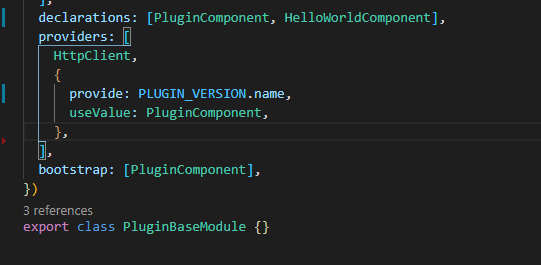 ],
declarations: [PluginComponent, HelloWorldComponent],
providers: [
HttpClient,
{
provide: PLUGIN_VERSION.name,
useValue: PluginComponent,
},
],
bootstrap: [PluginComponent],
})
3 references
export class PluginBaseModule {}